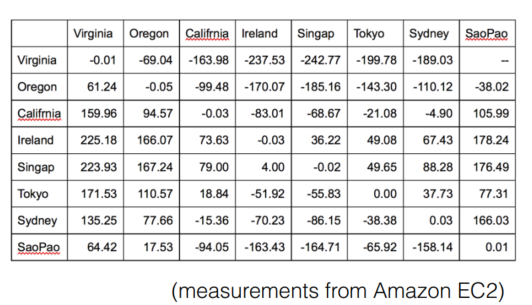 Virginia Oregon Califrnia Ireland Singap Tokyo Sydney SaoPao
Virginia -0.01 -69.04 -163.98 -237.53 -242.77 -199.78 -189.03 --
Oregon 61.24 -0.05 -99.48 -170.07 -185.16 -143.30 -110.12 -38.02
Califrnia 159.96 94.57 -0.03 -83.01 -68.67 -21.08 -4.90 105.99
Ireland 225.18 166.07 73.63 -0.03 36.22 49.08 67.43 178.24
Singap 223.93 167.24 79.00 4.00 -0.02 49.65 88.28 176.49
Tokyo 171.53 110.57 18.84 -51.92 -55.83 0.00 37.73 77.31
Sydney 135.25 77.66 -15.36 -70.23 -86.15 -38.38 0.03 166.03
SaoPao 64.42 17.53 -94.05 -163.43 -164.71 -65.92 -158.14 0.01
(measurements from Amazon EC2)